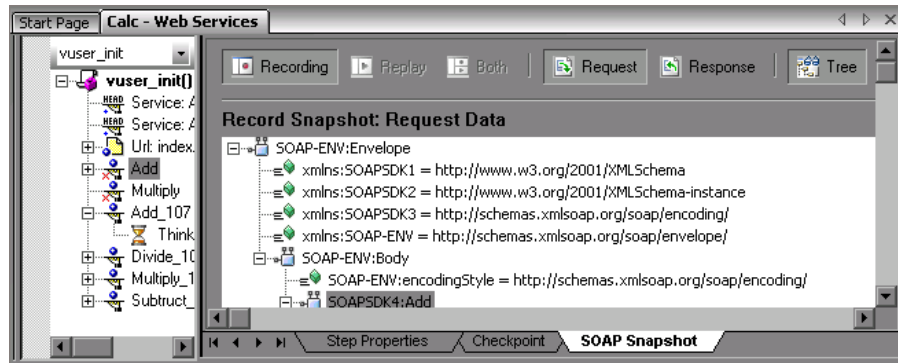 Start Page Calc - Web Services
vuser_init
vuser_init()
HEAD Service: A
HEAD Service: A
Url: index.
Add
Multiply
Add_107
Think
Divide_10
Multiply_1
Subtruct_
Recording Replay Both Request Response Tree
Record Snapshot: Request Data
SOAP-ENV:Envelope
xmlns:SOAPSDK1 = http://www.w3.org/2001/XMLSchema
xmlns:SOAPSDK2 = http://www.w3.org/2001/XMLSchema-instance
xmlns:SOAPSDK3 = http://schemas.xmlsoap.org/soap/encoding/
xmlns:SOAP-ENV = http://schemas.xmlsoap.org/soap/envelope/
SOAP-ENV:Body
SOAP-ENV:encodingStyle = http://schemas.xmlsoap.org/soap/encoding/
SOAPSDK4:Add
Step Properties Checkpoint SOAP Snapshot